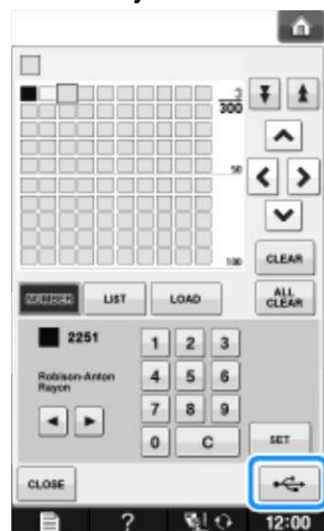 3
300
50
100
CLEAR
NUMBER LIST LOAD ALL CLEAR
2251
Robison-Anton
Rayon
1 2 3
4 5 6
7 8 9
0 C SET
CLOSE
? 12:00